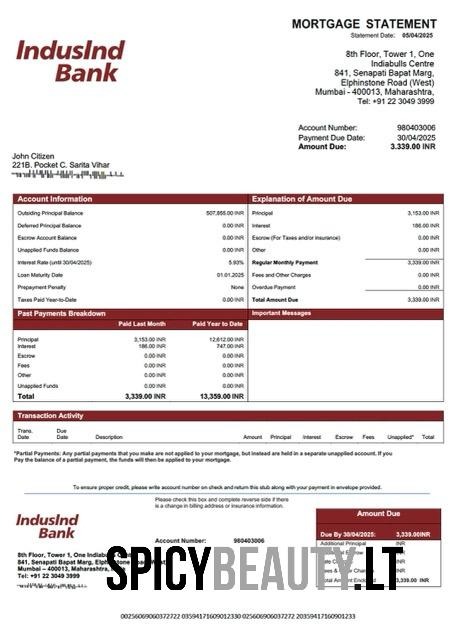 MORTGAGE STATEMENT
Statement Date: 05/04/2025
IndusInd
Bank
8th Floor, Tower 1, One
Indiabulls Centre
841, Senapati Bapat Marg,
Elphinstone Road (West)
Mumbai - 400013, Maharashtra,
Tel: +91 22 3049 3999
Account Number: 980403006
Payment Due Date: 30/04/2025
Amount Due: 3.339.00 INR
John Citizen
221B. Pocket C. Sarita Vihar
Account Information
Outsiding Principal Balance 507,855.00 INR
Deferred Principal Balance 0.00 INR
Escrow Account Balance 0.00 INR
Unapplied Funds Balance 0.00 INR
Interest Rate (until 30/04/2025) 5.93%
Loan Maturity Date 01.01.2025
Prepayment Penalty None
Taxes Paid Year-to-Date 0.00 INR
Explanation of Amount Due
Principal 3,153.00 INR
Interest 186.00 INR
Escrow (For Taxes and/or insurance) 0.00 INR
Other 0.00 INR
Regular Monthly Payment 3,339.00 INR
Fees and Other Charges 0.00 INR
Overdue Payment 0.00 INR
Total Amount Due 3,339.00 INR
Past Payments Breakdown
Paid Last Month Paid Year to Date
Principal 3,153.00 INR 12,612.00 INR
Interest 186.00 INR 747.00 INR
Escrow 0.00 INR 0.00 INR
Fees 0.00 INR 0.00 INR
Other 0.00 INR 0.00 INR
Unapplied Funds 0.00 INR 0.00 INR
Total 3,339.00 INR 13,359.00 INR
Important Messages
Transaction Activity
Trans. Date Due Date Description Amount Principal Interest Escrow Fees Unapplied* Total
*Partial Payments: Any partial payments that you make are not applied to your mortgage, but instead are held in a separate unapplied account. If you
Pay the balance of a partial payment, the funds will then be applied to your mortgage.
To ensure proper credit, please write account number on check and return this stub along with your payment in envelope provided.
Please check this box and complete reverse side if there
is a change in billing address or insurance information.
IndusInd
Bank
8th Floor, Tower 1, One Indiabulls
841, Senapati Bapat Marg,
Mumbai – 400013, Maharashtra,
Tel: +91 22 3049 3999
Account Number: 980403006
Amount Due
Due By 30/04/2025: 3,339.00INR
Additional Principal INR
INR
INR
INR
3,339.00 INR
SPICYBEAUTY.LT